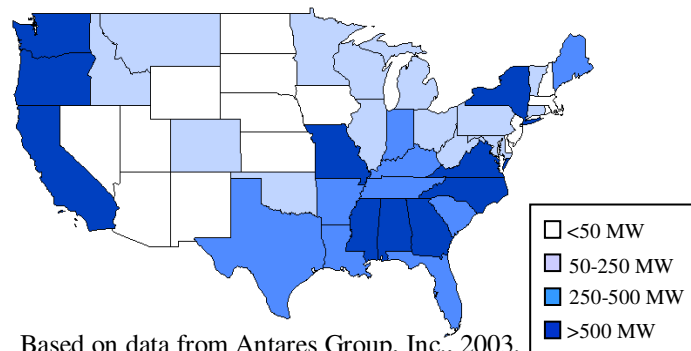 <50 MW
50-250 MW
250-500 MW
>500 MW
Based on data from Antares Group, Inc., 2003.